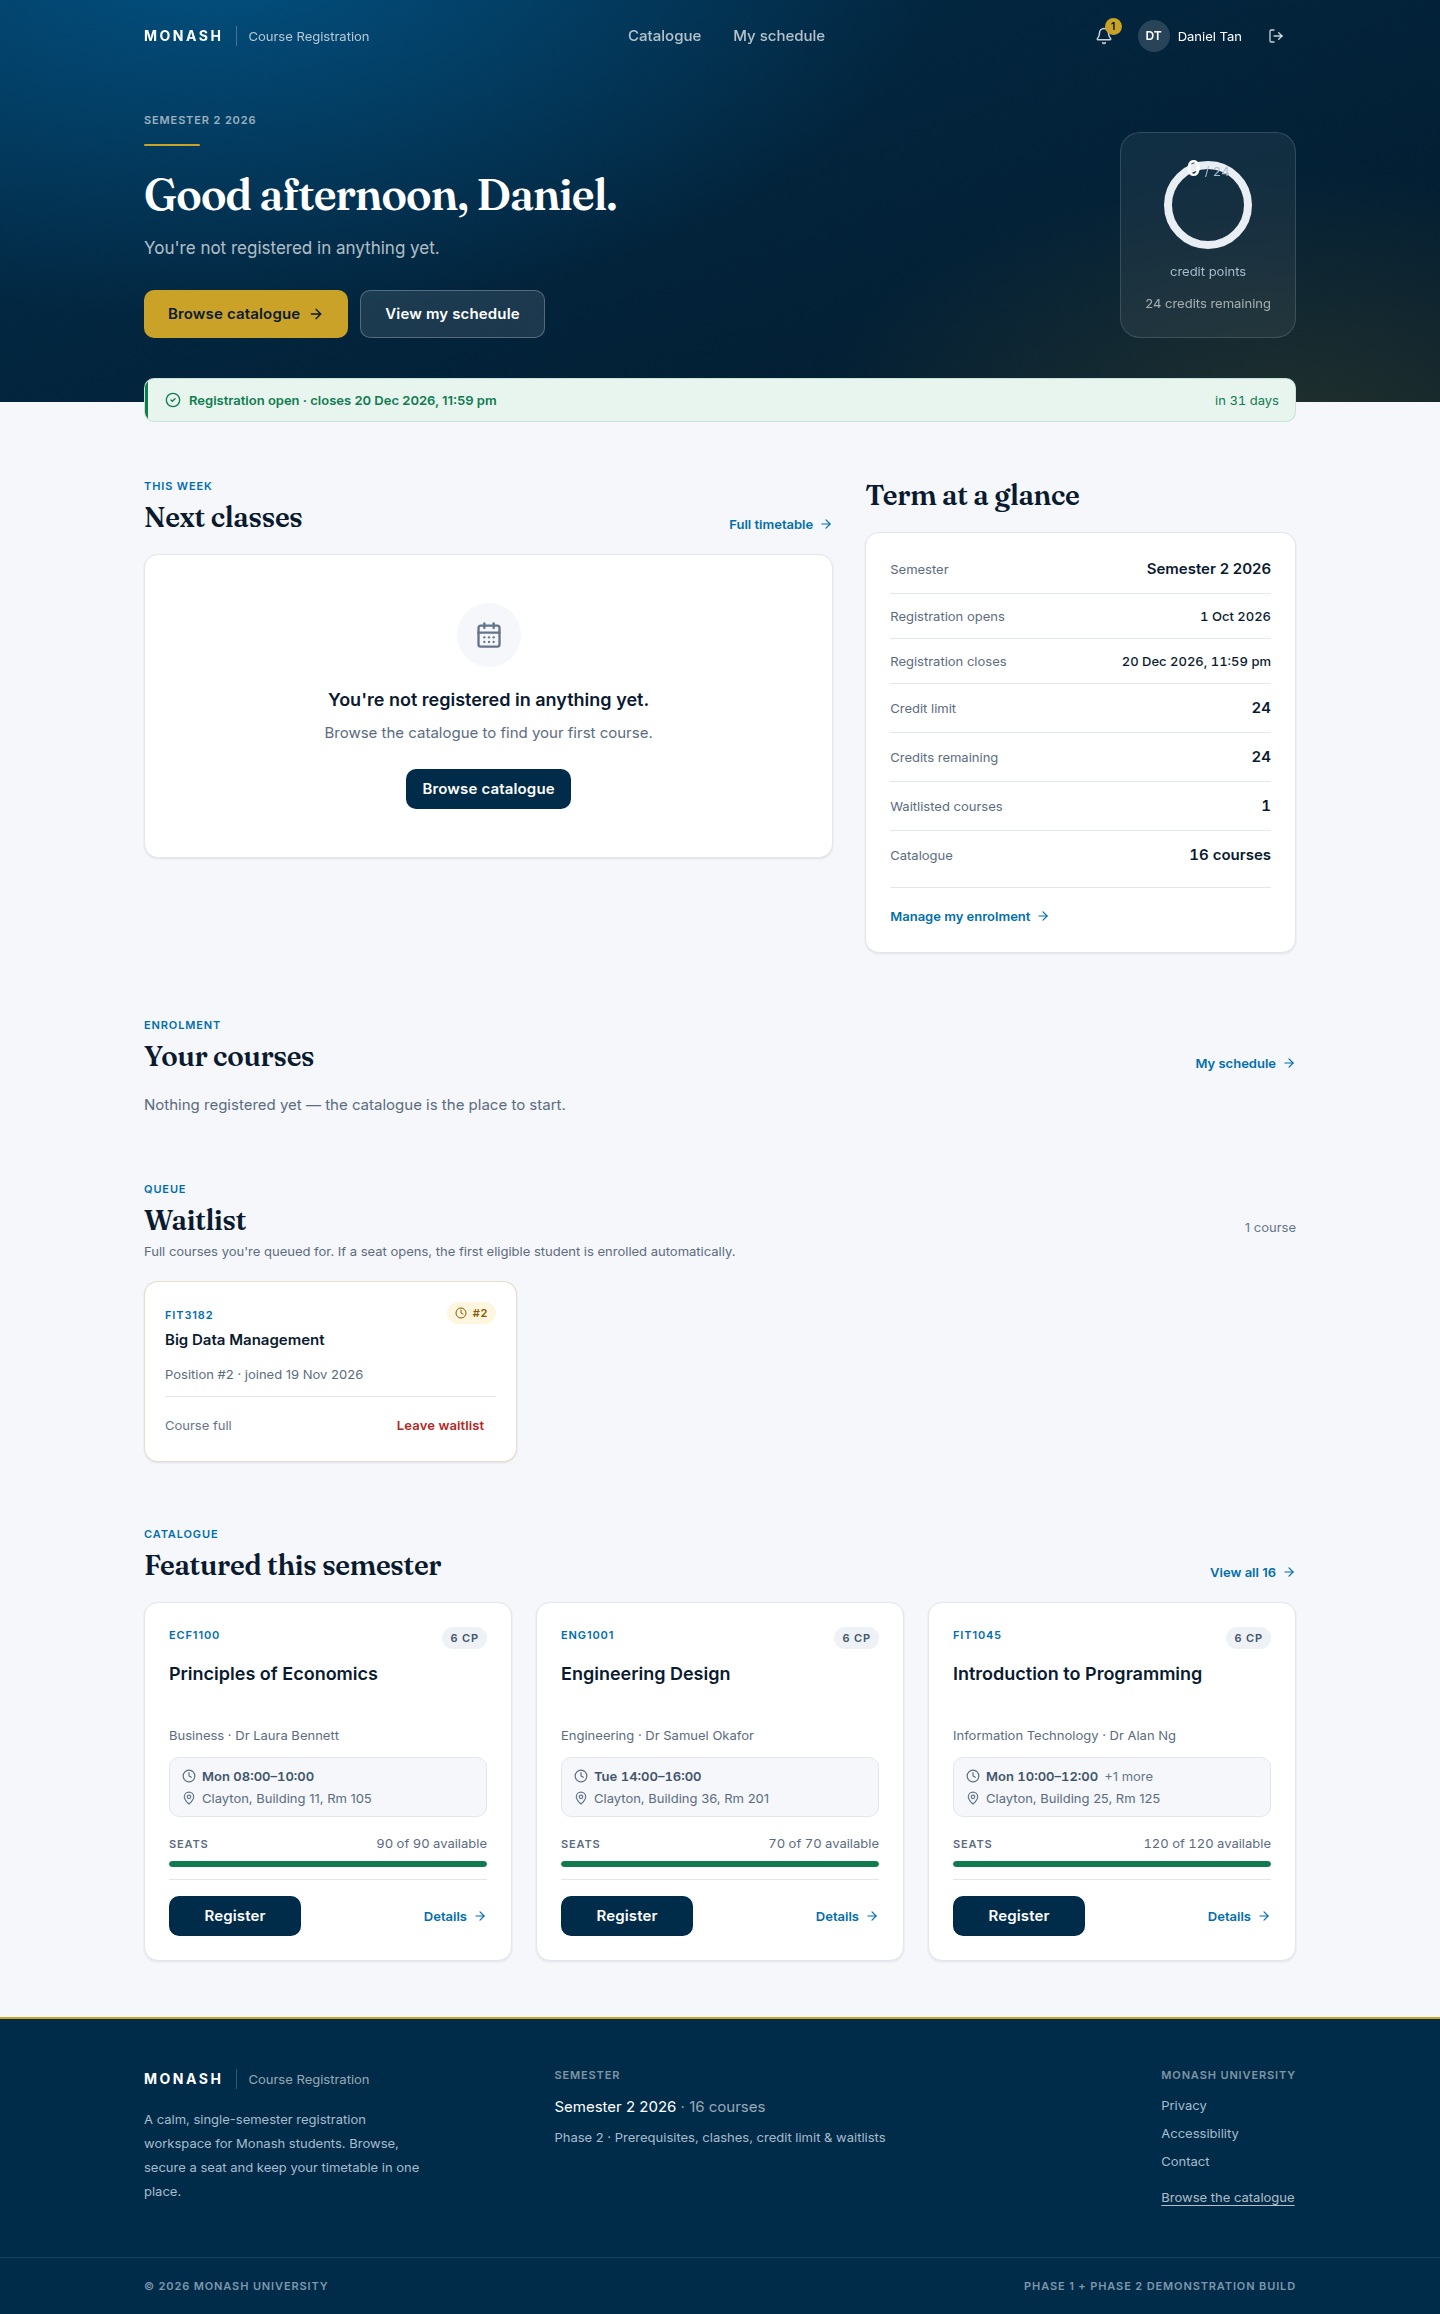 MONASH
Course Registration
Catalogue
My schedule
1
DT
Daniel Tan
SEMESTER 2 2026
Good afternoon, Daniel.
You're not registered in anything yet.
Browse catalogue
View my schedule
0 / 24
credit points
24 credits remaining
Registration open · closes 20 Dec 2026, 11:59 pm
in 31 days
THIS WEEK
Next classes
Full timetable
You're not registered in anything yet.
Browse the catalogue to find your first course.
Browse catalogue
Term at a glance
Semester
Semester 2 2026
Registration opens
1 Oct 2026
Registration closes
20 Dec 2026, 11:59 pm
Credit limit
24
Credits remaining
24
Waitlisted courses
1
Catalogue
16 courses
Manage my enrolment
ENROLMENT
Your courses
My schedule
Nothing registered yet — the catalogue is the place to start.
QUEUE
Waitlist
1 course
Full courses you're queued for. If a seat opens, the first eligible student is enrolled automatically.
FIT3182
#2
Big Data Management
Position #2 · joined 19 Nov 2026
Course full
Leave waitlist
CATALOGUE
Featured this semester
View all 16
ECF1100
6 CP
Principles of Economics
Business · Dr Laura Bennett
Mon 08:00–10:00
Clayton, Building 11, Rm 105
SEATS
90 of 90 available
Register
Details
ENG1001
6 CP
Engineering Design
Engineering · Dr Samuel Okafor
Tue 14:00–16:00
Clayton, Building 36, Rm 201
SEATS
70 of 70 available
Register
Details
FIT1045
6 CP
Introduction to Programming
Information Technology · Dr Alan Ng
Mon 10:00–12:00 +1 more
Clayton, Building 25, Rm 125
SEATS
120 of 120 available
Register
Details
MONASH
Course Registration
A calm, single-semester registration
workspace for Monash students. Browse,
secure a seat and keep your timetable in one
place.
SEMESTER
Semester 2 2026 · 16 courses
Phase 2 · Prerequisites, clashes, credit limit & waitlists
MONASH UNIVERSITY
Privacy
Accessibility
Contact
Browse the catalogue
© 2026 MONASH UNIVERSITY
PHASE 1 + PHASE 2 DEMONSTRATION BUILD